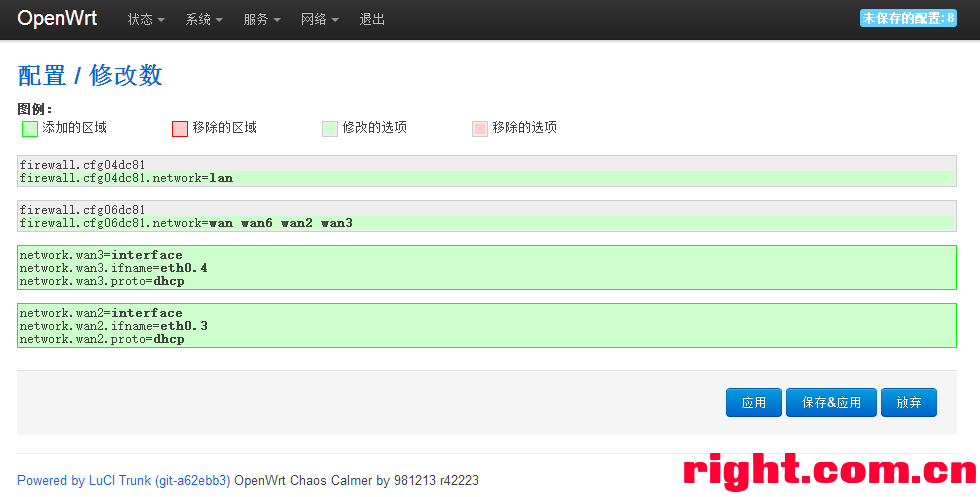 OpenWrt 状态 系统 服务 网络 退出 未保存的配置: 8
配置 / 修改数
图例：
添加的区域 移除的区域 修改的选项 移除的选项
firewall.cfg04dc81
firewall.cfg04dc81.network=lan
firewall.cfg06dc81
firewall.cfg06dc81.network=wan wan6 wan2 wan3
network.wan3=interface
network.wan3.ifname=eth0.4
network.wan3.proto=dhcp
network.wan2=interface
network.wan2.ifname=eth0.3
network.wan2.proto=dhcp
应用 保存&应用 放弃
Powered by LuCI Trunk (git-a62ebb3) OpenWrt Chaos Calmer by 981213 r42223
right.com.cn